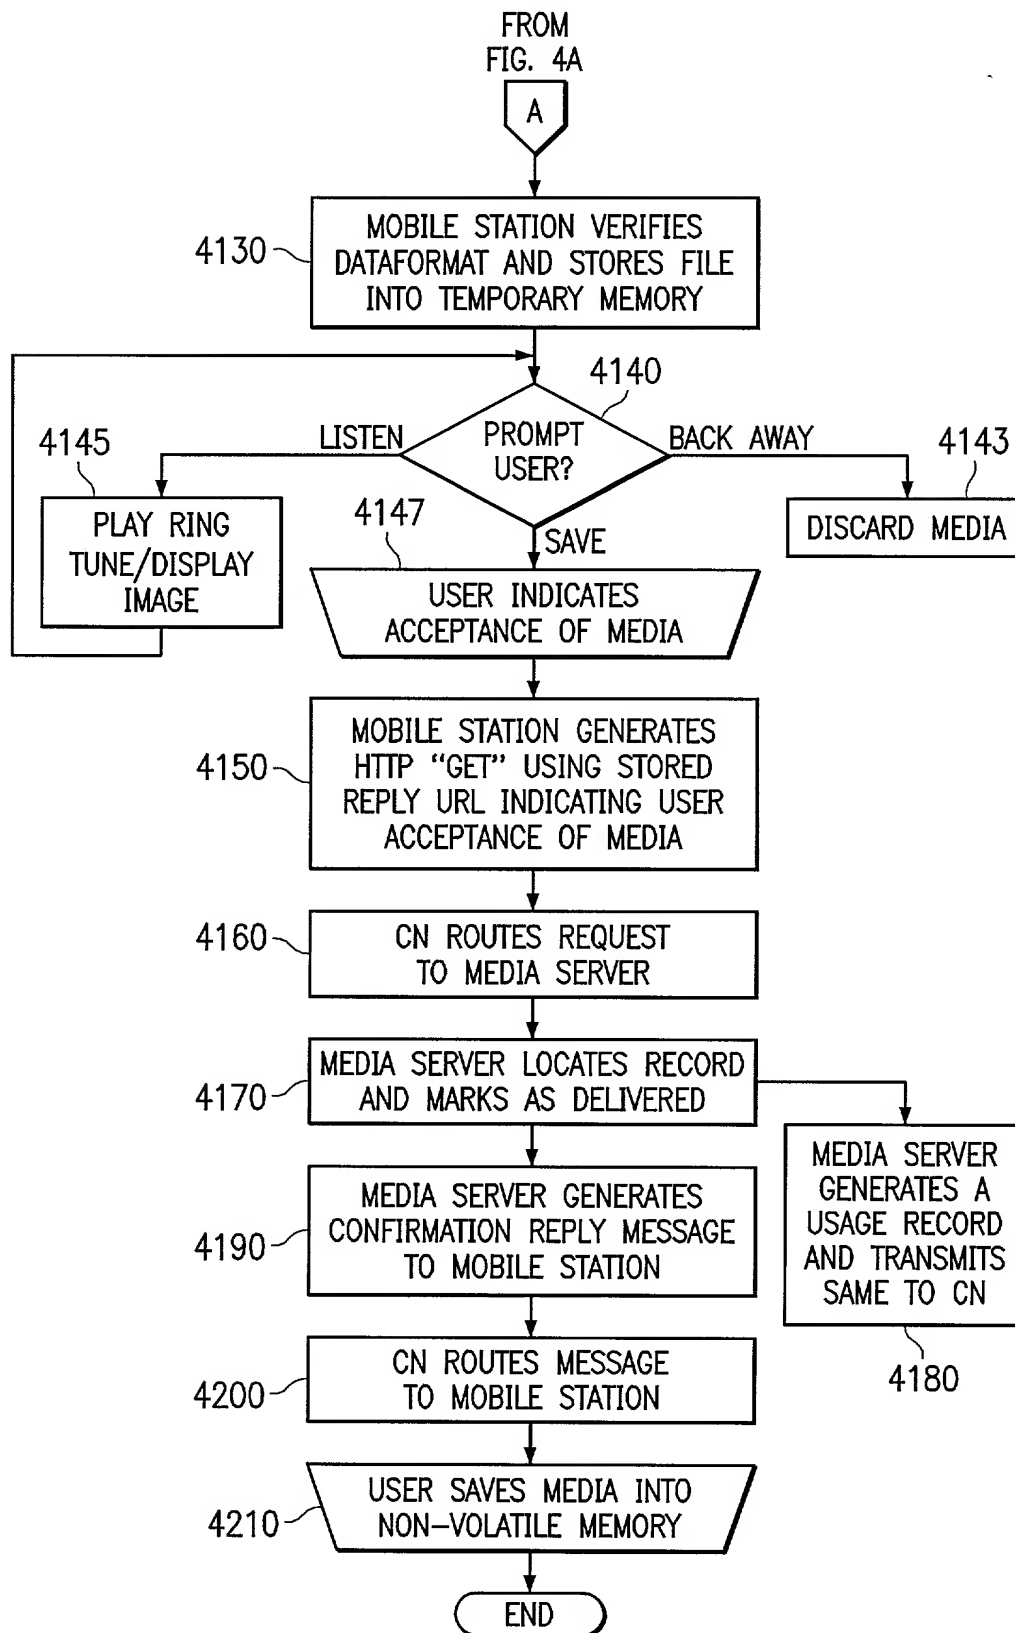 FROM
FIG. 4A
A
4130
MOBILE STATION VERIFIES
DATAFORMAT AND STORES FILE
INTO TEMPORARY MEMORY
4140
PROMPT
USER?
LISTEN
BACK AWAY
SAVE
4145
PLAY RING
TUNE/DISPLAY
IMAGE
4143
DISCARD MEDIA
4147
USER INDICATES
ACCEPTANCE OF MEDIA
4150
MOBILE STATION GENERATES
HTTP “GET” USING STORED
REPLY URL INDICATING USER
ACCEPTANCE OF MEDIA
4160
CN ROUTES REQUEST
TO MEDIA SERVER
4170
MEDIA SERVER LOCATES RECORD
AND MARKS AS DELIVERED
MEDIA SERVER
GENERATES A
USAGE RECORD
AND TRANSMITS
SAME TO CN
4180
4190
MEDIA SERVER GENERATES
CONFIRMATION REPLY MESSAGE
TO MOBILE STATION
4200
CN ROUTES MESSAGE
TO MOBILE STATION
4210
USER SAVES MEDIA INTO
NON-VOLATILE MEMORY
END